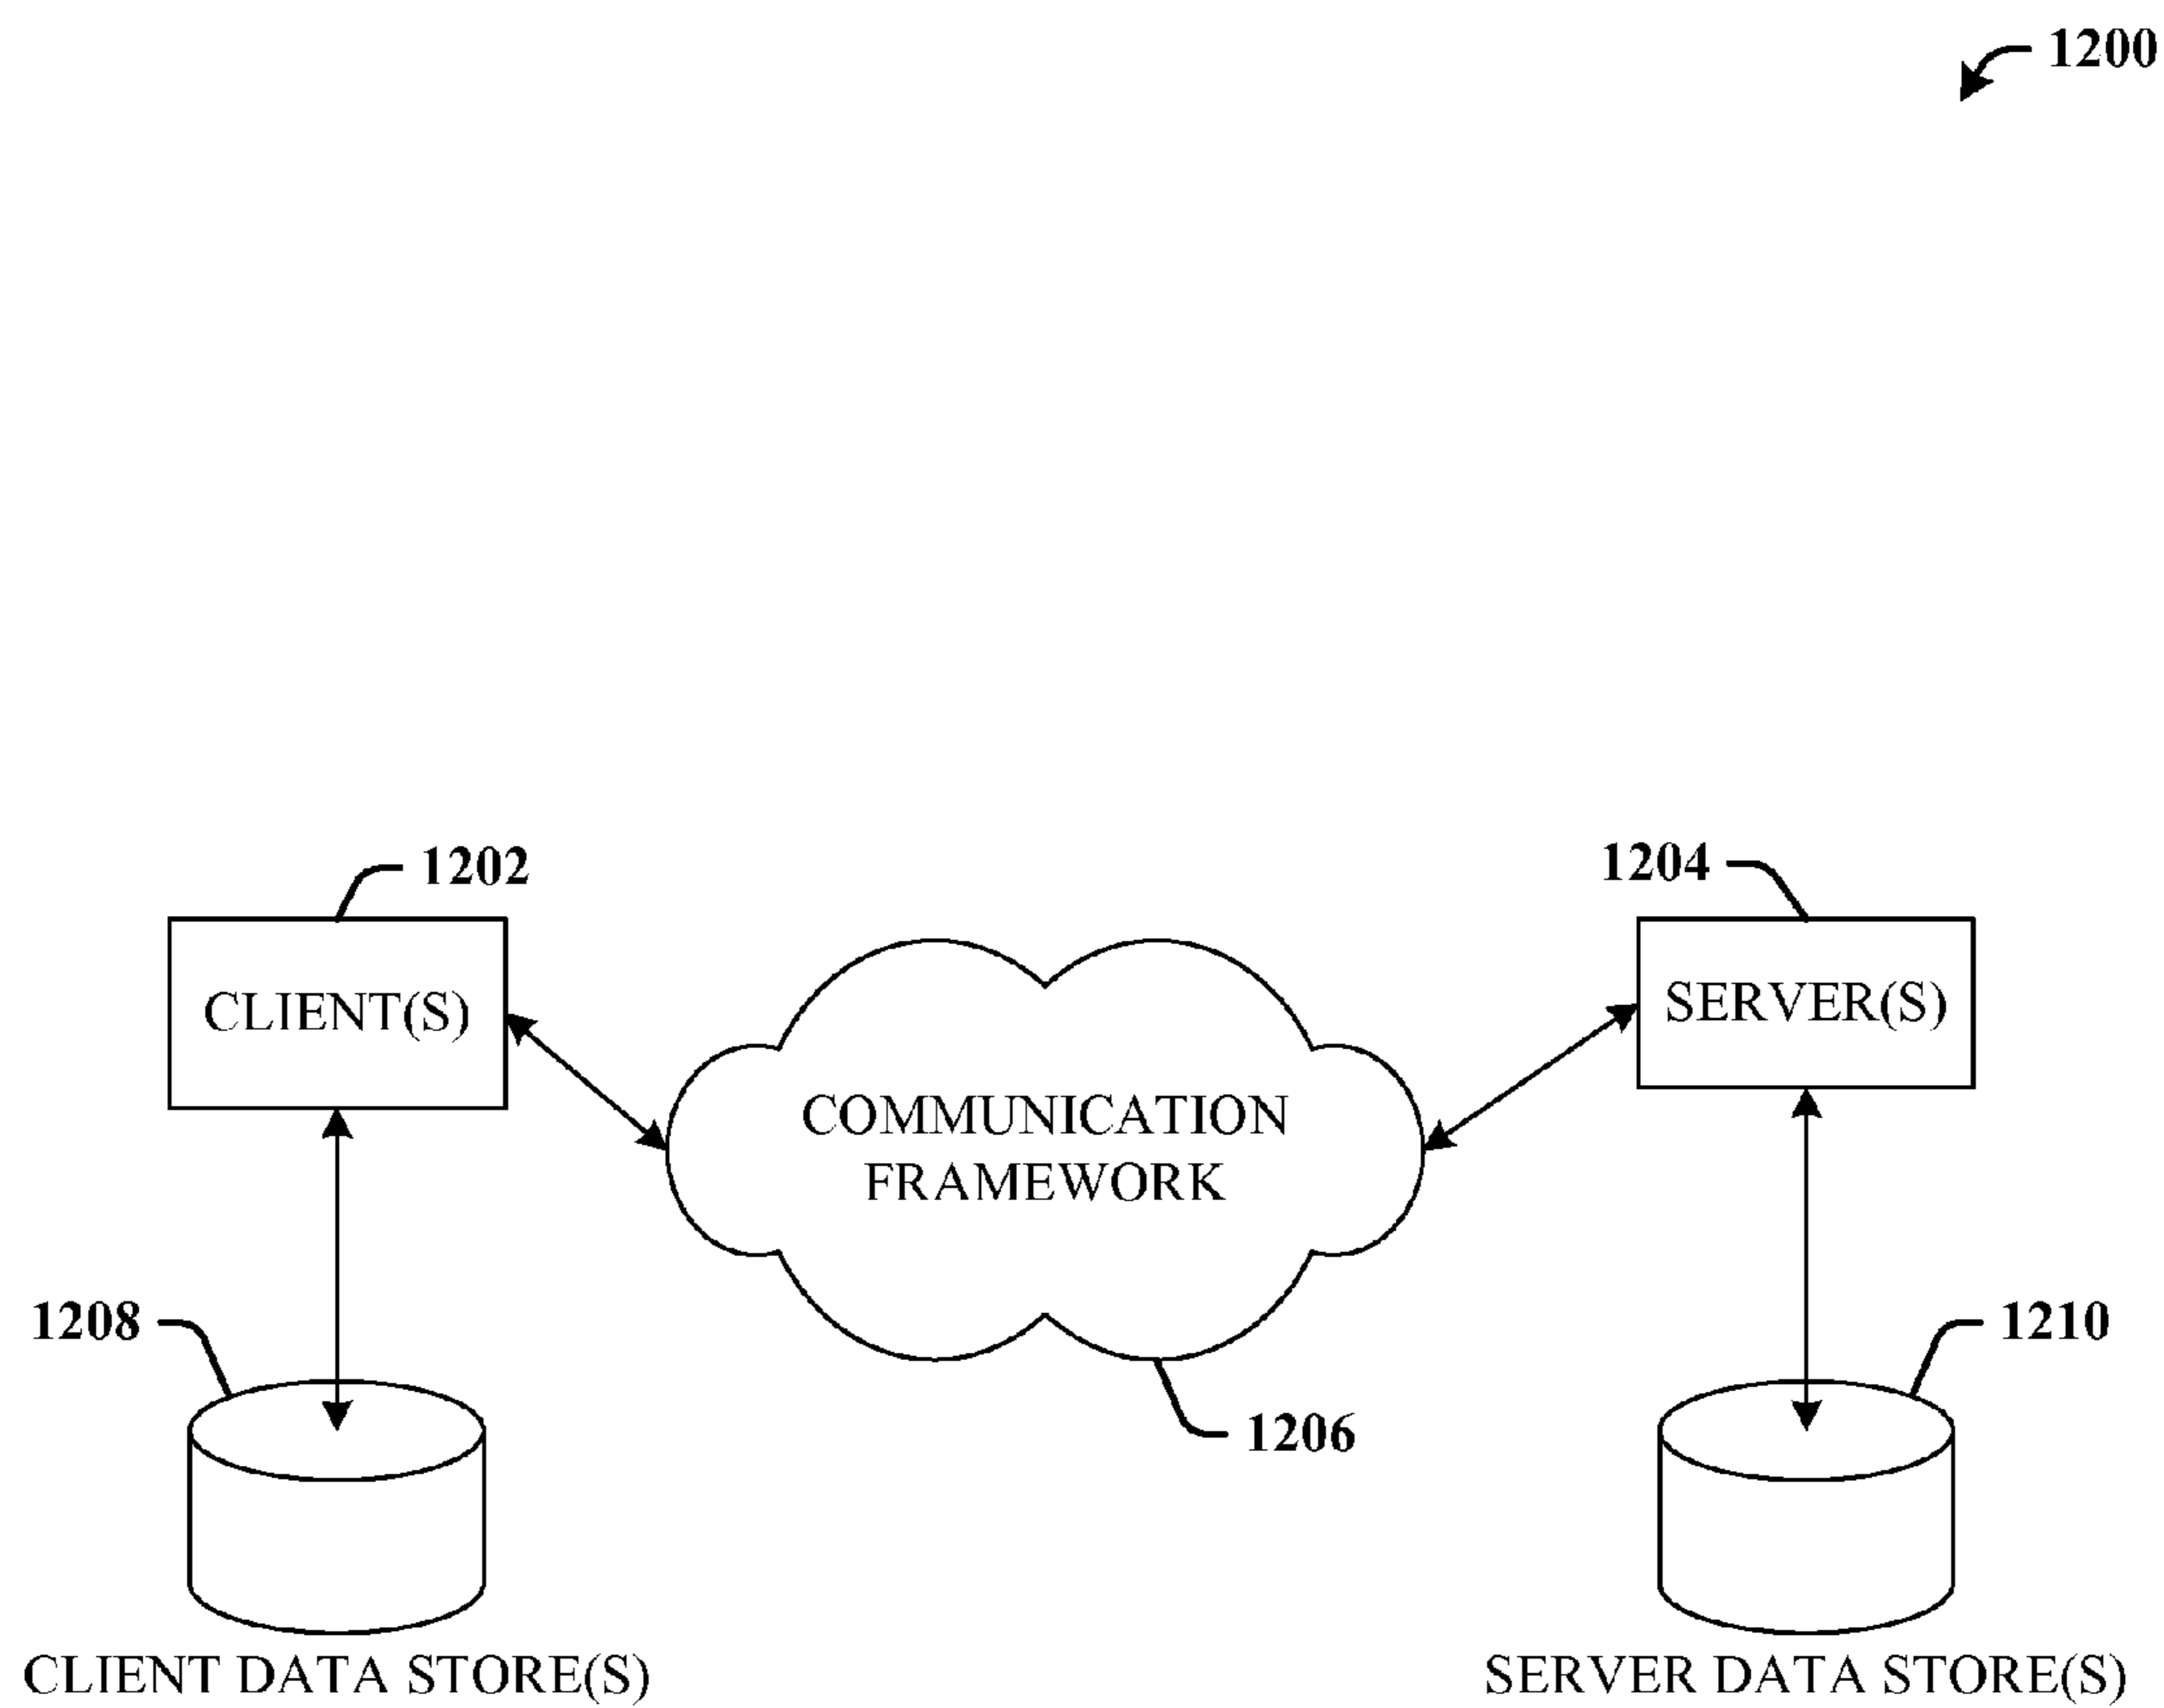 1200
1202
1204
CLIENT(S)
SERVER(S)
COMMUNICATION
FRAMEWORK
1208
1210
1206
CLIENT DATA STORE(S)
SERVER DATA STORE(S)